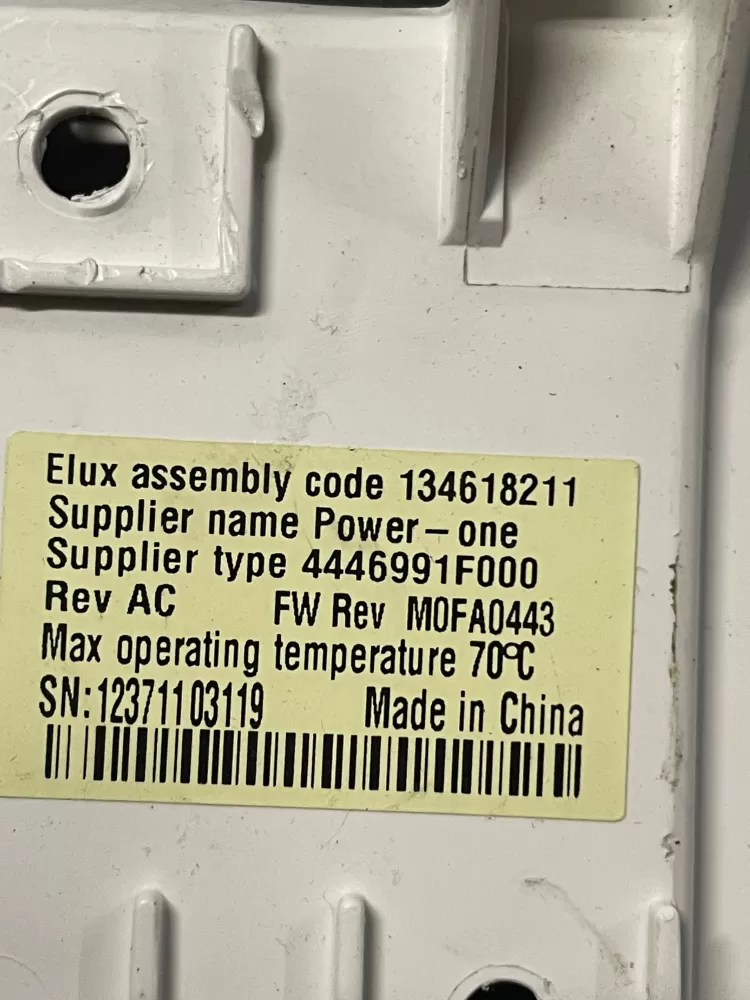 Elux assembly code 134618211
Supplier name Power-one
Supplier type 4446991F000
Rev AC FW Rev M0FA0443
Max operating temperature 70°C
SN:12371103119 Made in China